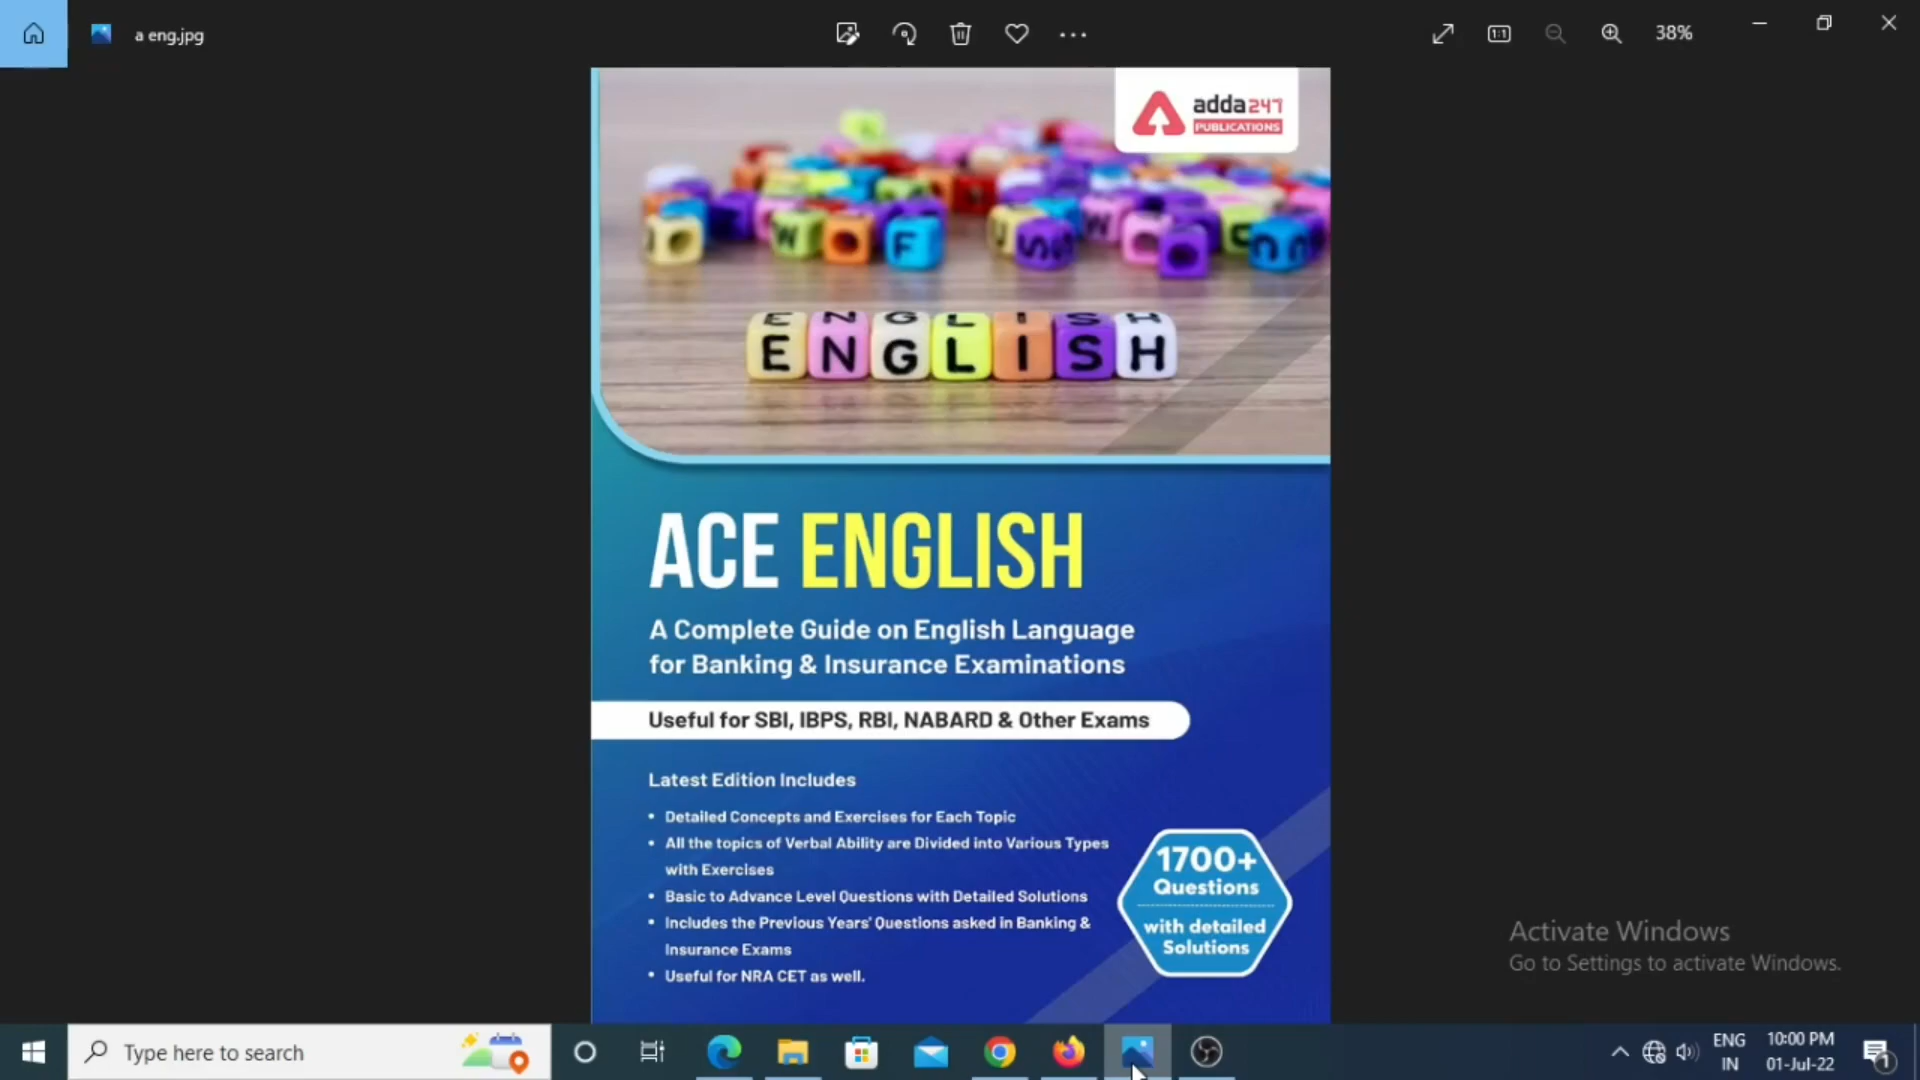 a eng.jpg
38%
adda247
PUBLICATIONS
W F
ENGLISH
ENGLISH
ACE ENGLISH
A Complete Guide on English Language
for Banking & Insurance Examinations
Useful for SBI, IBPS, RBI, NABARD & Other Exams
Latest Edition Includes
• Detailed Concepts and Exercises for Each Topic
• All the topics of Verbal Ability are Divided into Various Types
with Exercises
• Basic to Advance Level Questions with Detailed Solutions
• Includes the Previous Years' Questions asked in Banking &
Insurance Exams
• Useful for NRA CET as well.
1700+
Questions
with detailed
Solutions
Activate Windows
Go to Settings to activate Windows.
Type here to search
ENG
IN
10:00 PM
01-Jul-22
1